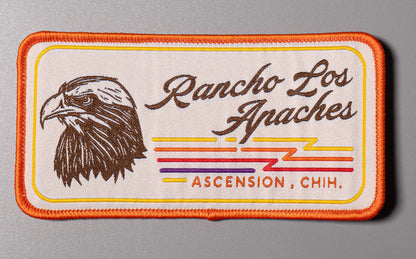 Rancho Los
Apaches
ASCENSION, CHIH.